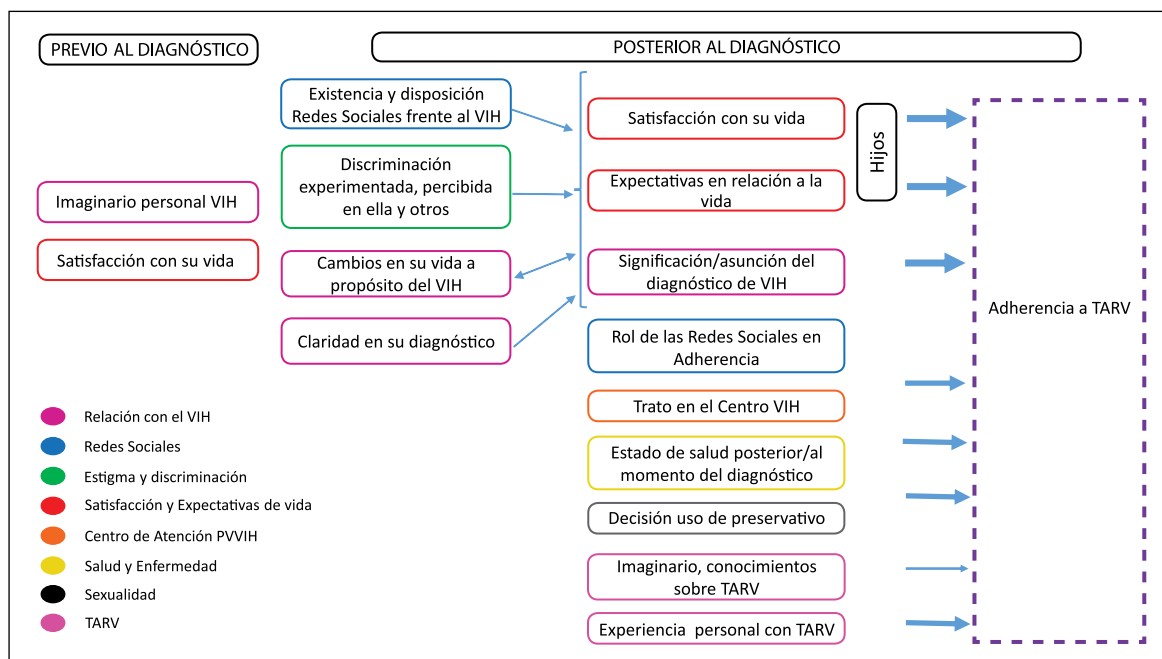 PREVIO AL DIAGNÓSTICO
POSTERIOR AL DIAGNÓSTICO
Imaginario personal VIH
Satisfacción con su vida
Existencia y disposición
Redes Sociales frente al VIH
Discriminación
experimentada, percibida
en ella y otros
Cambios en su vida a
propósito del VIH
Claridad en su diagnóstico
Satisfacción con su vida
Expectativas en relación a la
vida
Significación/asunción del
diagnóstico de VIH
Rol de las Redes Sociales en
Adherencia
Trato en el Centro VIH
Estado de salud posterior/al
momento del diagnóstico
Decisión uso de preservativo
Imaginario, conocimientos
sobre TARV
Experiencia personal con TARV
Hijos
Adherencia a TARV
Relación con el VIH
Redes Sociales
Estigma y discriminación
Satisfacción y Expectativas de vida
Centro de Atención PVVIH
Salud y Enfermedad
Sexualidad
TARV